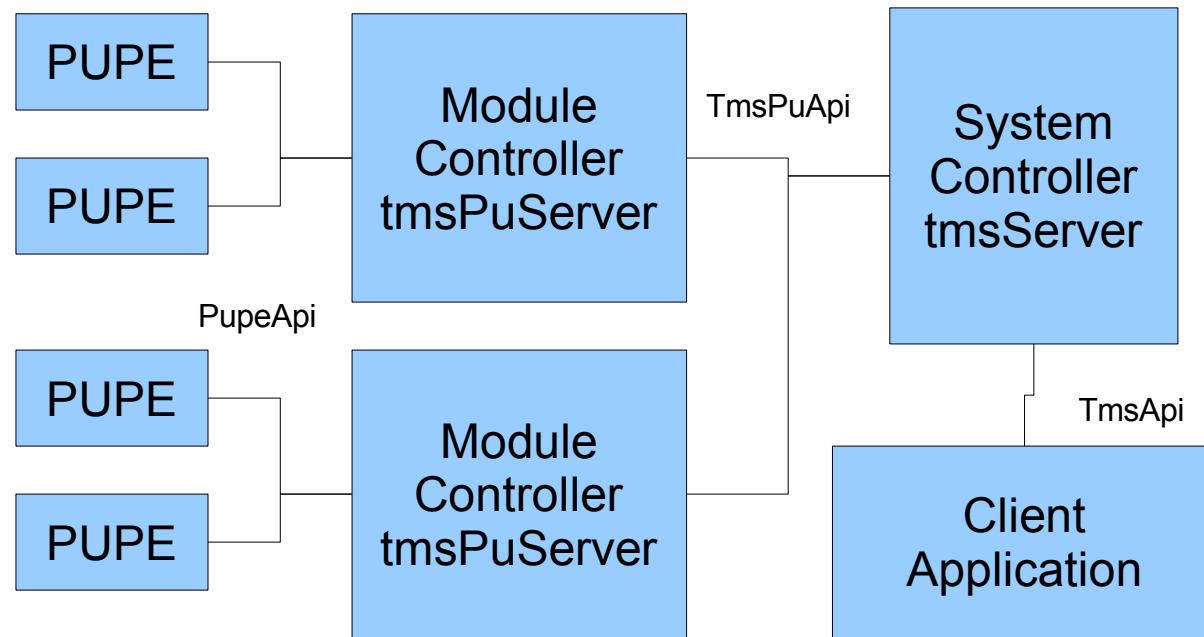 PUPE
PUPE
Module
Controller
tmsPuServer
TmsPuApi
System
Controller
tmsServer
PupeApi
PUPE
PUPE
Module
Controller
tmsPuServer
TmsApi
Client
Application